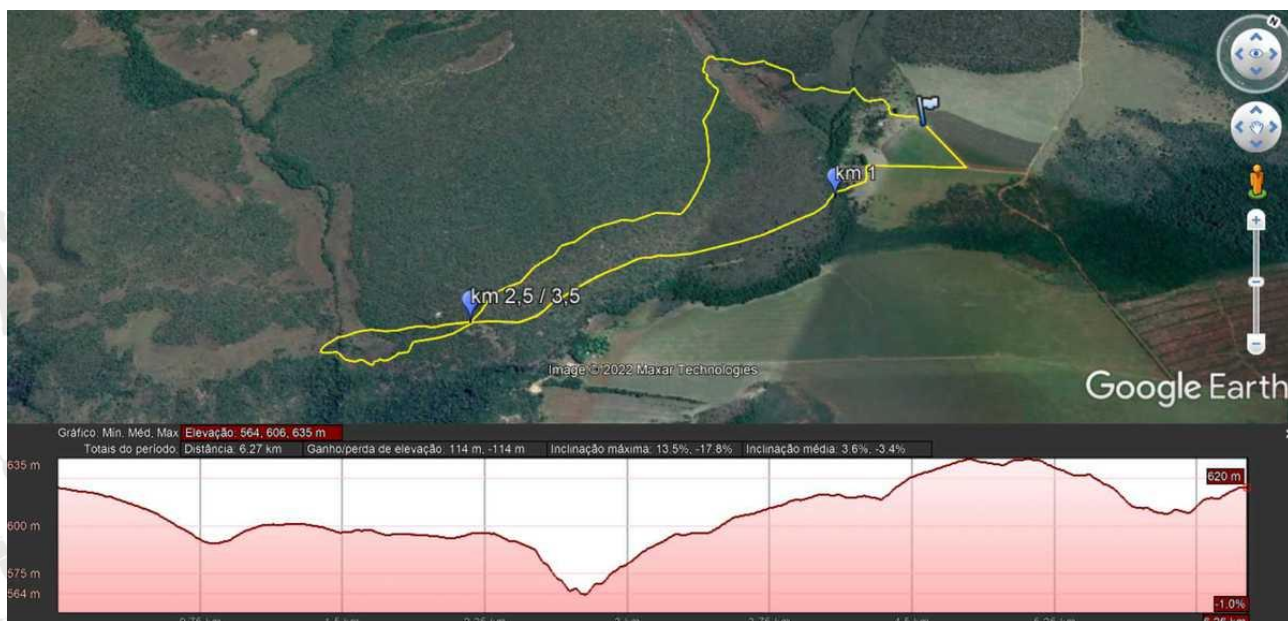 N
km 1
km 2,5 / 3,5
Image © 2022 Maxar Technologies
Google Earth
Gráfico: Mín, Méd, Máx Elevação: 564, 606, 635 m
Totais do período: Distância: 6.27 km Ganho/perda de elevação: 114 m, -114 m Inclinação máxima: 13.5%, -17.8% Inclinação média: 3.6%, -3.4%
635 m
620 m
600 m
575 m
564 m
-1.0%